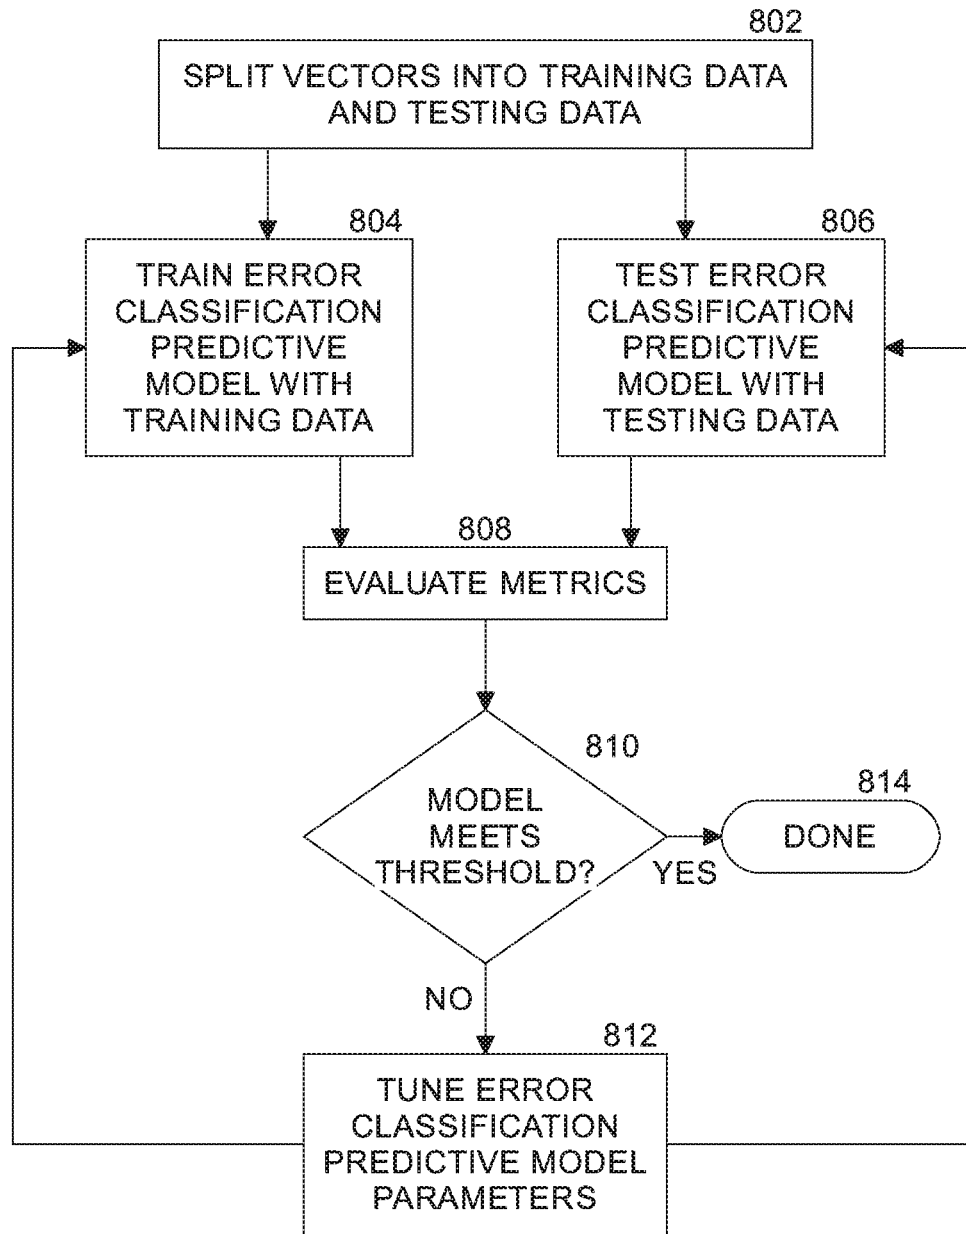 802
SPLIT VECTORS INTO TRAINING DATA
AND TESTING DATA
804
TRAIN ERROR
CLASSIFICATION
PREDICTIVE
MODEL WITH
TRAINING DATA
806
TEST ERROR
CLASSIFICATION
PREDICTIVE
MODEL WITH
TESTING DATA
808
EVALUATE METRICS
810
MODEL
MEETS
THRESHOLD?
YES
814
DONE
NO
812
TUNE ERROR
CLASSIFICATION
PREDICTIVE MODEL
PARAMETERS